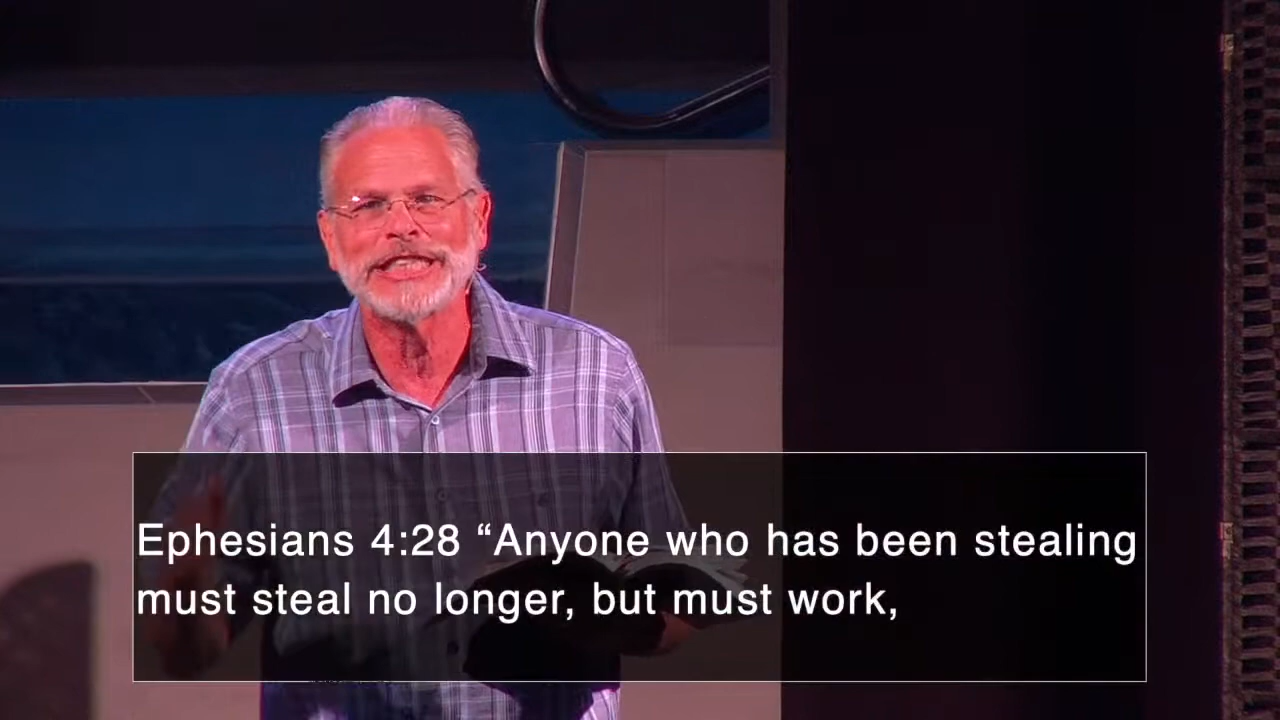 Ephesians 4:28 “Anyone who has been stealing
must steal no longer, but must work,